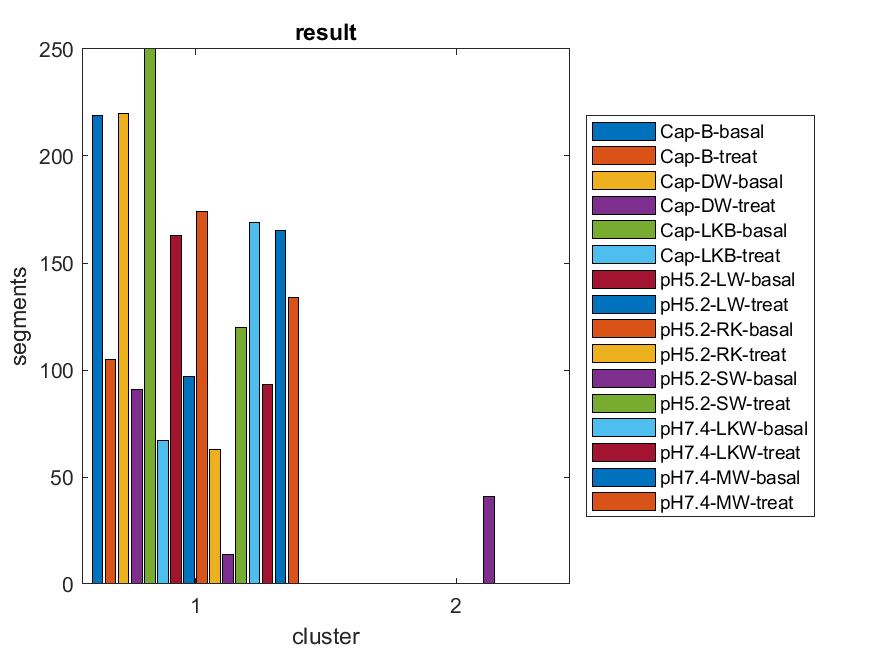 result
250
200
150
100
50
0
segments
1
2
cluster
Cap-B-basal
Cap-B-treat
Cap-DW-basal
Cap-DW-treat
Cap-LKB-basal
Cap-LKB-treat
pH5.2-LW-basal
pH5.2-LW-treat
pH5.2-RK-basal
pH5.2-RK-treat
pH5.2-SW-basal
pH5.2-SW-treat
pH7.4-LKW-basal
pH7.4-LKW-treat
pH7.4-MW-basal
pH7.4-MW-treat